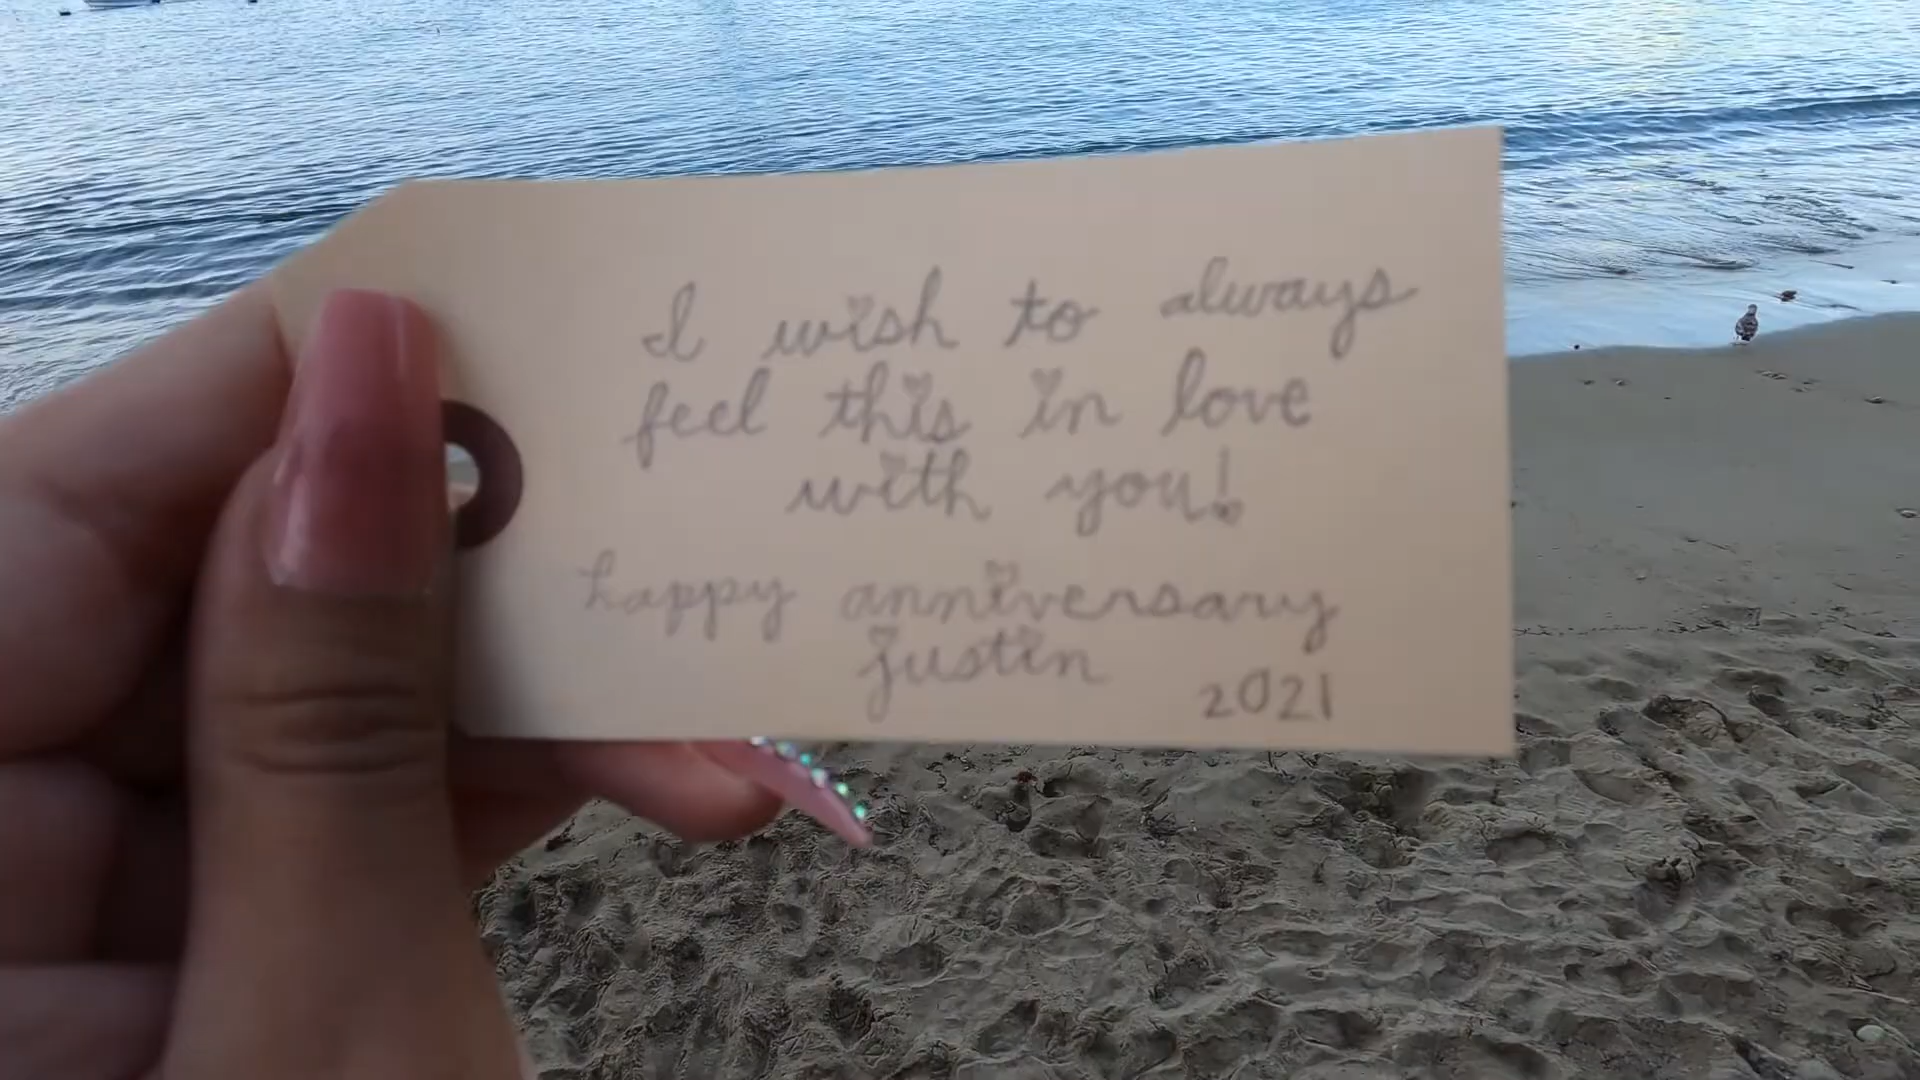 I wish to always
feel this in love
with you!
happy anniversary
justin
2021